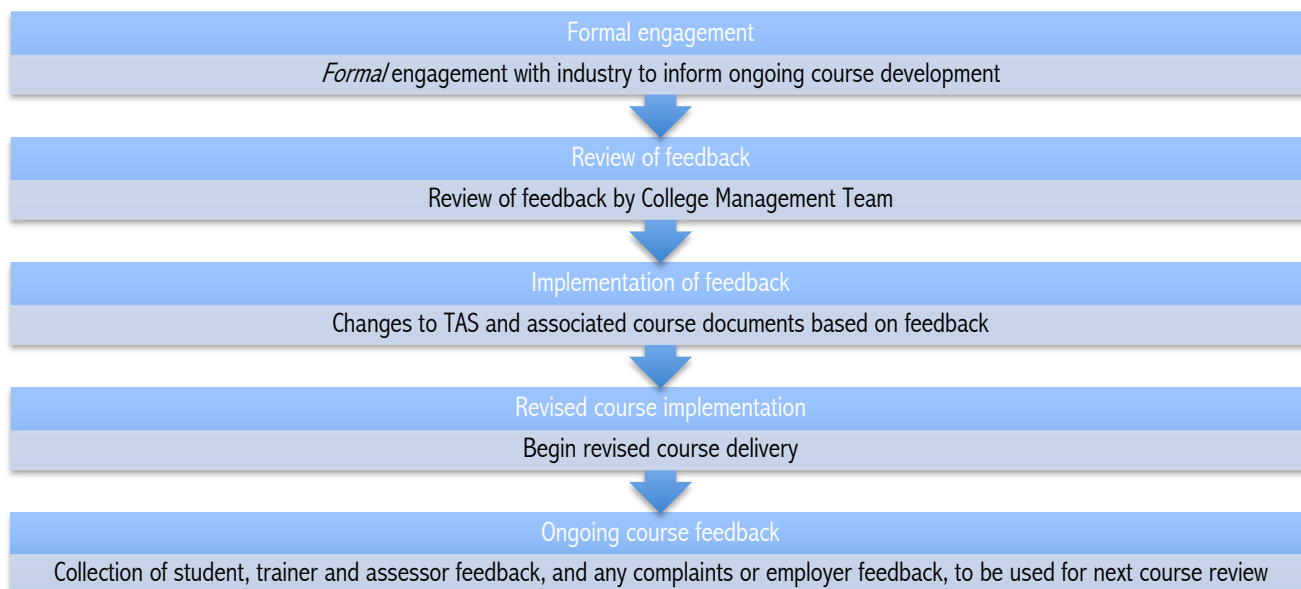 Formal engagement
Formal engagement with industry to inform ongoing course development
Review of feedback
Review of feedback by College Management Team
Implementation of feedback
Changes to TAS and associated course documents based on feedback
Revised course implementation
Begin revised course delivery
Ongoing course feedback
Collection of student, trainer and assessor feedback, and any complaints or employer feedback, to be used for next course review